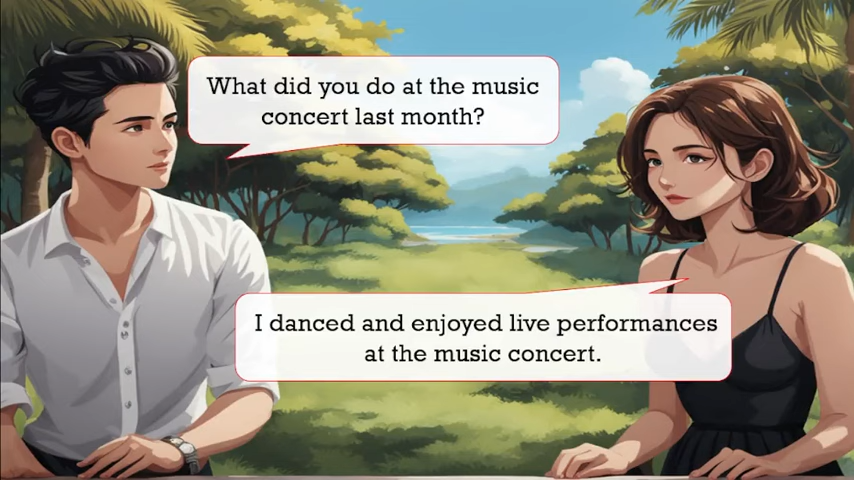 What did you do at the music
concert last month?
I danced and enjoyed live performances
at the music concert.